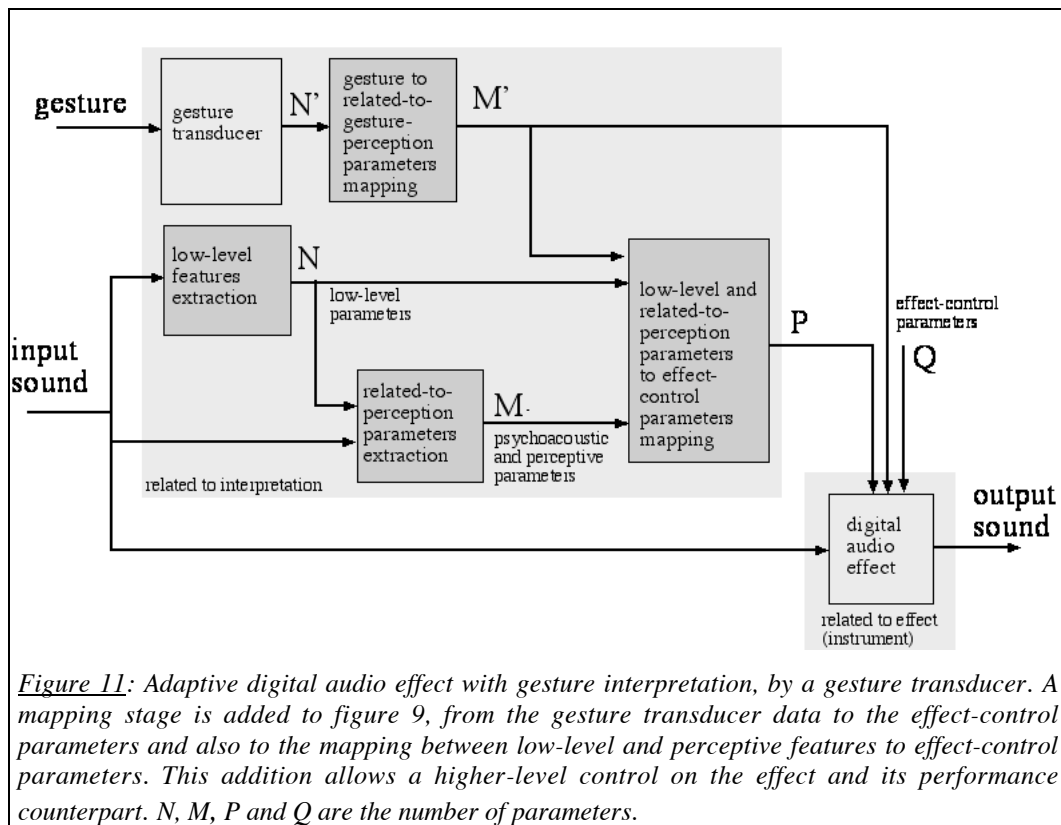 gesture
gesture
transducer
N'
gesture to
related-to-
gesture-
perception
parameters
mapping
M'
low-level
features
extraction
N
low-level
parameters
input
sound
related-to-
perception
parameters
extraction
M
psychoacoustic
and perceptive
parameters
low-level and
related-to-
perception
parameters
to effect-
control
parameters
mapping
P
effect-control
parameters
Q
related to interpretation
digital
audio
effect
output
sound
related to effect
(instrument)
Figure 11: Adaptive digital audio effect with gesture interpretation, by a gesture transducer. A
mapping stage is added to figure 9, from the gesture transducer data to the effect-control
parameters and also to the mapping between low-level and perceptive features to effect-control
parameters. This addition allows a higher-level control on the effect and its performance
counterpart. N, M, P and Q are the number of parameters.